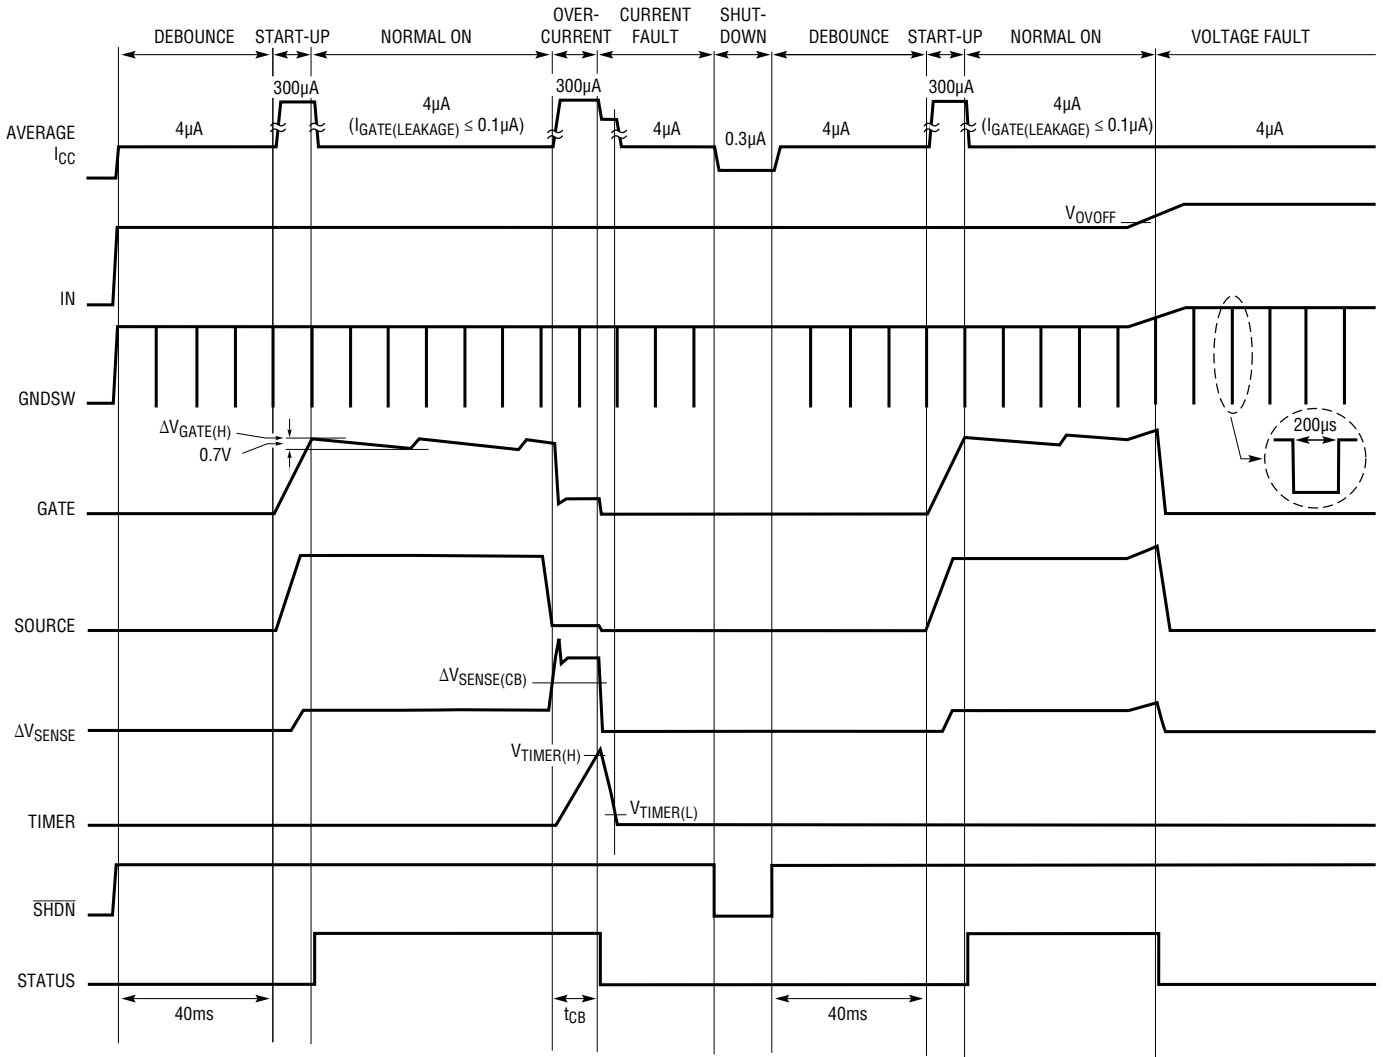 DEBOUNCE START-UP NORMAL ON OVER-CURRENT CURRENT FAULT SHUT-DOWN DEBOUNCE START-UP NORMAL ON VOLTAGE FAULT
300µA 300µA 300µA
AVERAGE ICC
4µA
4µA
(IGATE(LEAKAGE) ≤ 0.1µA)
4µA
0.3µA
4µA
4µA
(IGATE(LEAKAGE) ≤ 0.1µA)
4µA
VOVOFF
IN
GNDSW
ΔVGATE(H)
0.7V
200µs
GATE
SOURCE
ΔVSENSE(CB)
ΔVSENSE
VTIMER(H)
TIMER
VTIMER(L)
SHDN
STATUS
40ms tCB 40ms